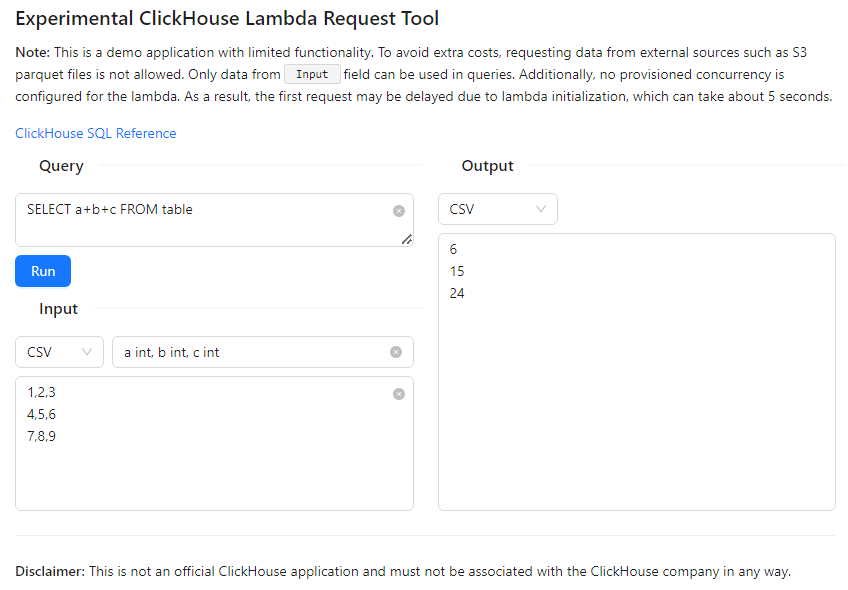 Experimental ClickHouse Lambda Request Tool
Note: This is a demo application with limited functionality. To avoid extra costs, requesting data from external sources such as S3
parquet files is not allowed. Only data from Input field can be used in queries. Additionally, no provisioned concurrency is
configured for the lambda. As a result, the first request may be delayed due to lambda initialization, which can take about 5 seconds.
ClickHouse SQL Reference
Query
SELECT a+b+c FROM table
Run
Input
CSV
a int, b int, c int
1,2,3
4,5,6
7,8,9
Output
CSV
6
15
24
Disclaimer: This is not an official ClickHouse application and must not be associated with the ClickHouse company in any way.